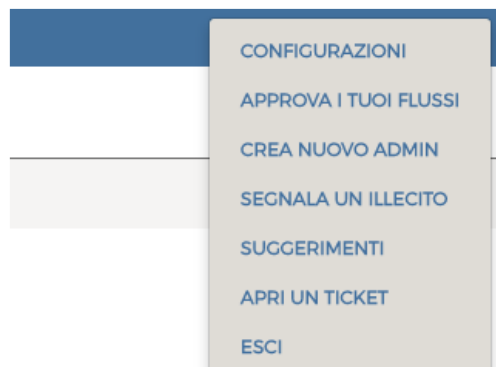 CONFIGURAZIONI
APPROVA I TUOI FLUSSI
CREA NUOVO ADMIN
SEGNALA UN ILLECITO
SUGGERIMENTI
APRI UN TICKET
ESCI